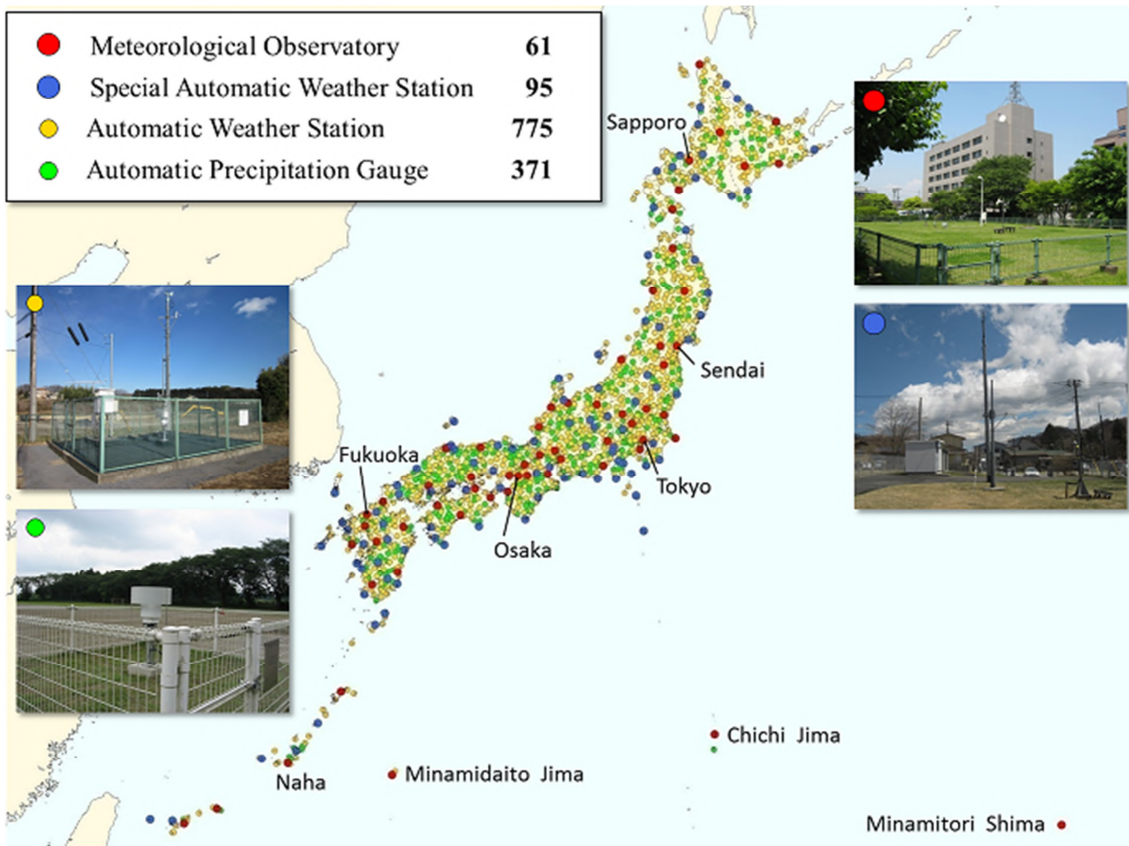 Meteorological Observatory 61
Special Automatic Weather Station 95
Automatic Weather Station 775
Automatic Precipitation Gauge 371
Sapporo
Sendai
Fukuoka
Tokyo
Osaka
Chichi Jima
Naha
Minamidaito Jima
Minamitori Shima